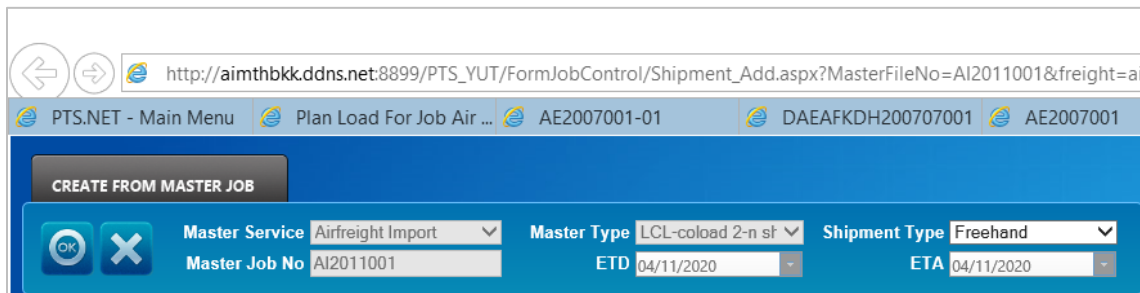 http://aimthbkk.ddns.net:8899/PTS_YUT/FormJobControl/Shipment_Add.aspx?MasterFileNo=AI2011001&freight=ai
PTS.NET - Main Menu Plan Load For Job Air ... AE2007001-01 DAEAFKDH200707001 AE2007001
CREATE FROM MASTER JOB
OK Master Service Airfreight Import Master Type LCL-coload 2-n sh Shipment Type Freehand
Master Job No AI2011001 ETD 04/11/2020 ETA 04/11/2020